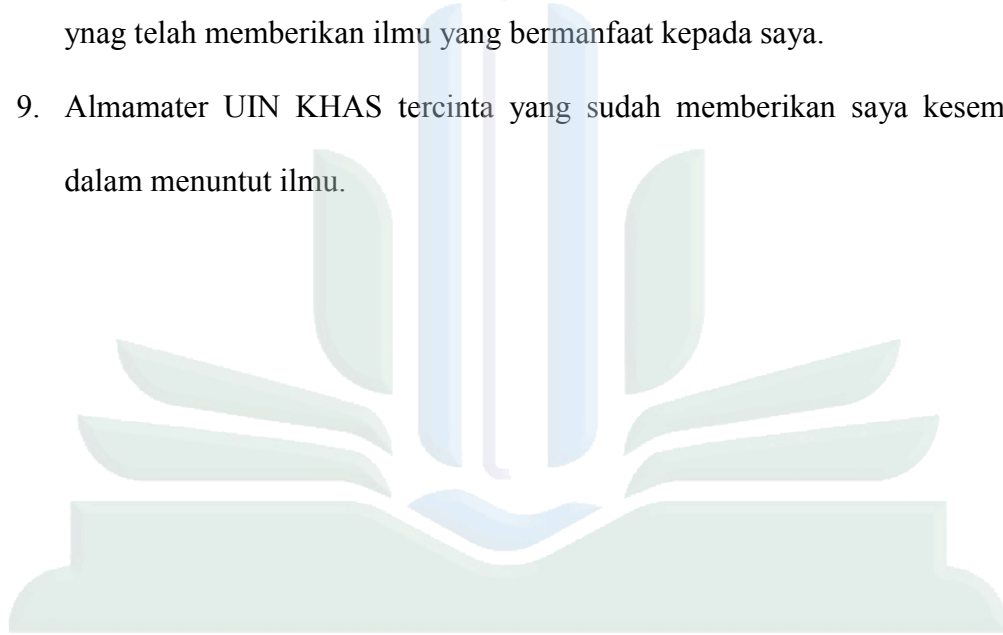 ynag telah memberikan ilmu yang bermanfaat kepada saya.
9. Almamater UIN KHAS tercinta yang sudah memberikan saya kesem
dalam menuntut ilmu.